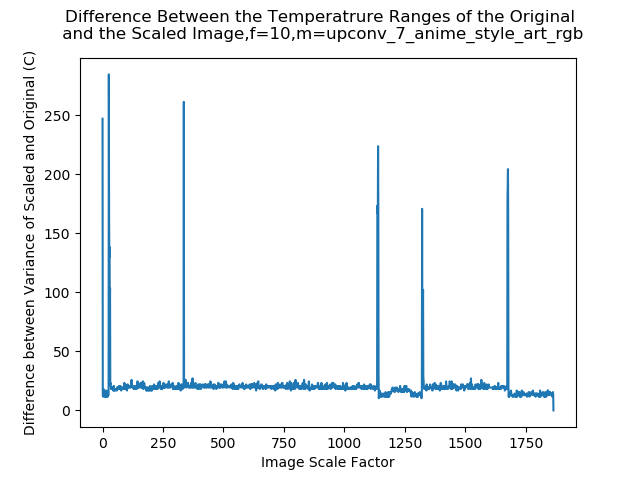 Difference Between the Temperatrure Ranges of the Original
and the Scaled Image,f=10,m=upconv_7_anime_style_art_rgb
Difference between Variance of Scaled and Original (C)
250
200
150
100
50
0
0 250 500 750 1000 1250 1500 1750
Image Scale Factor